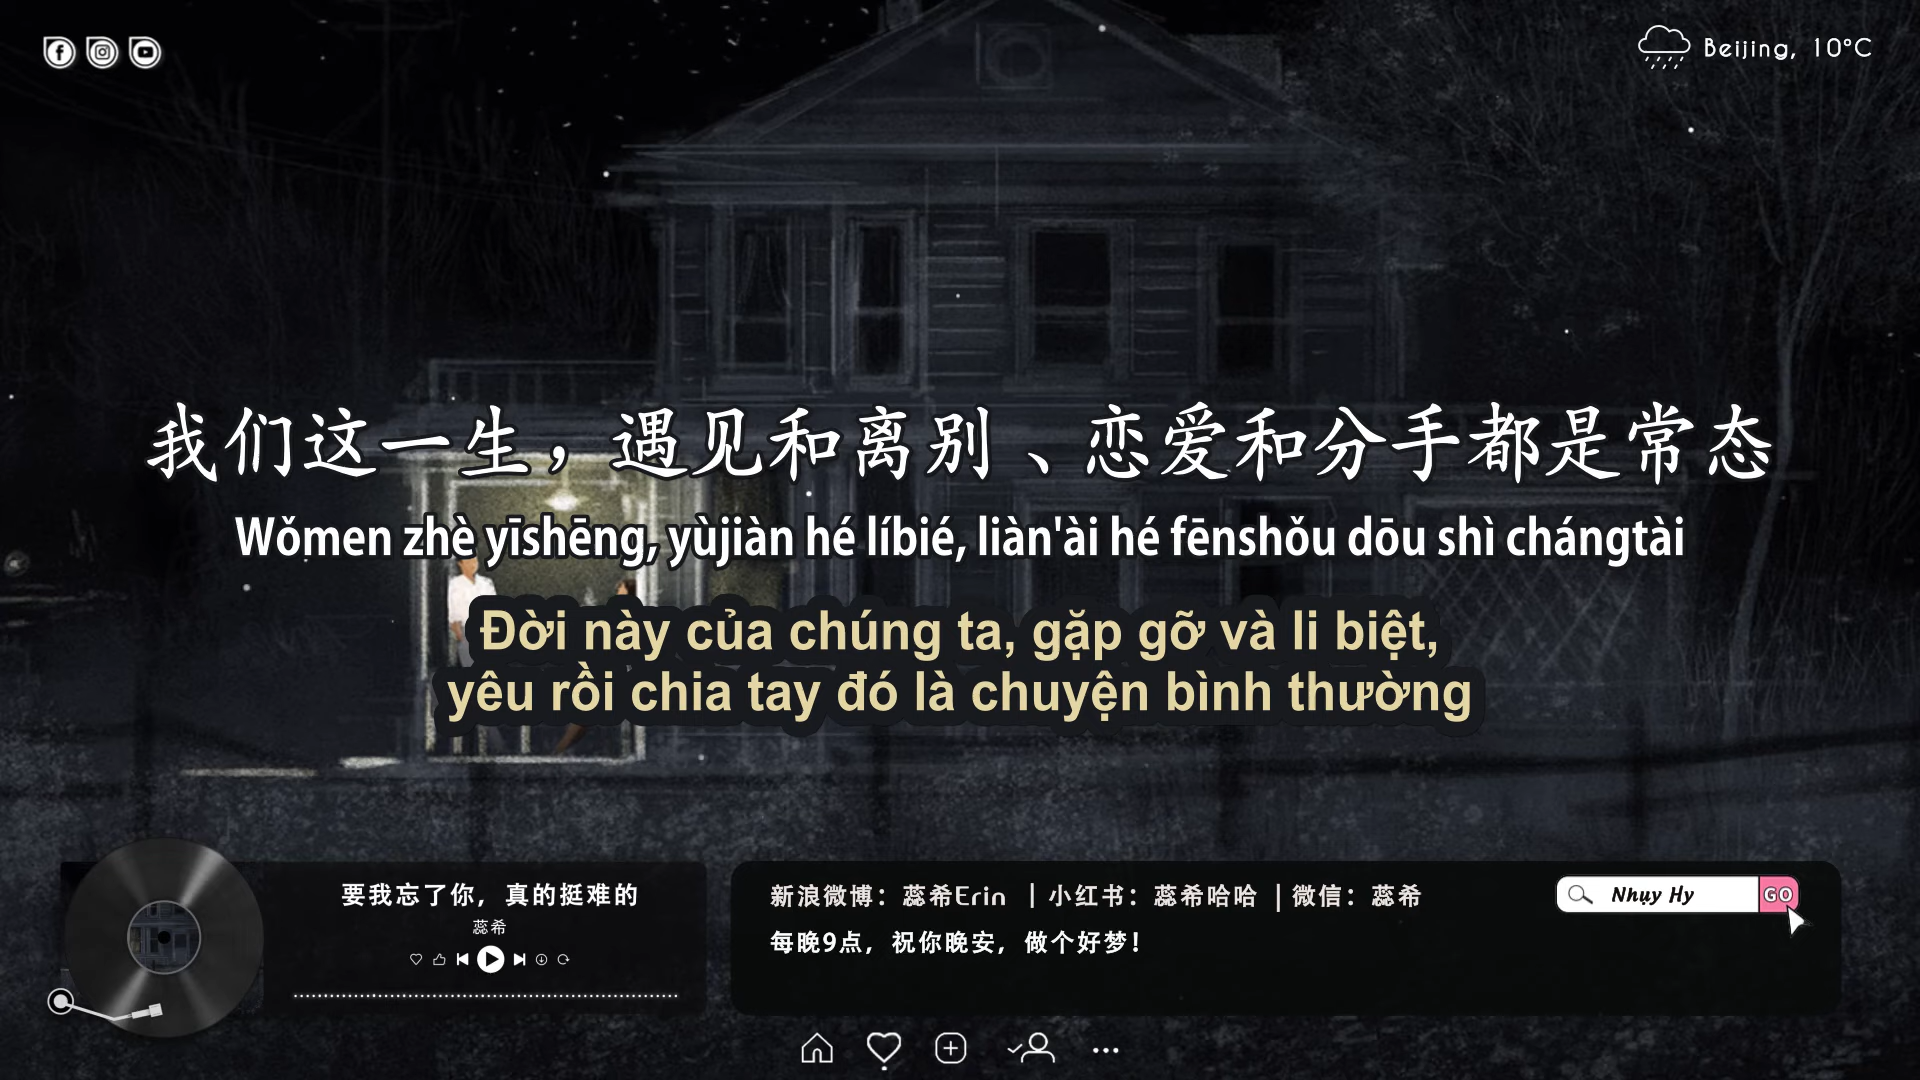 Beijing, 10°C
我们这一生，遇见和离别、恋爱和分手都是常态
Wǒmen zhè yīshēng, yùjiàn hé líbié, liàn'ài hé fēnshǒu dōu shì chángtài
Đời này của chúng ta, gặp gỡ và li biệt,
yêu rồi chia tay đó là chuyện bình thường
要我忘了你，真的挺难的
蕊希
新浪微博：蕊希Erin ｜小红书：蕊希哈哈 ｜微信：蕊希
每晚9点，祝你晚安，做个好梦！
Nhụy Hy
GO